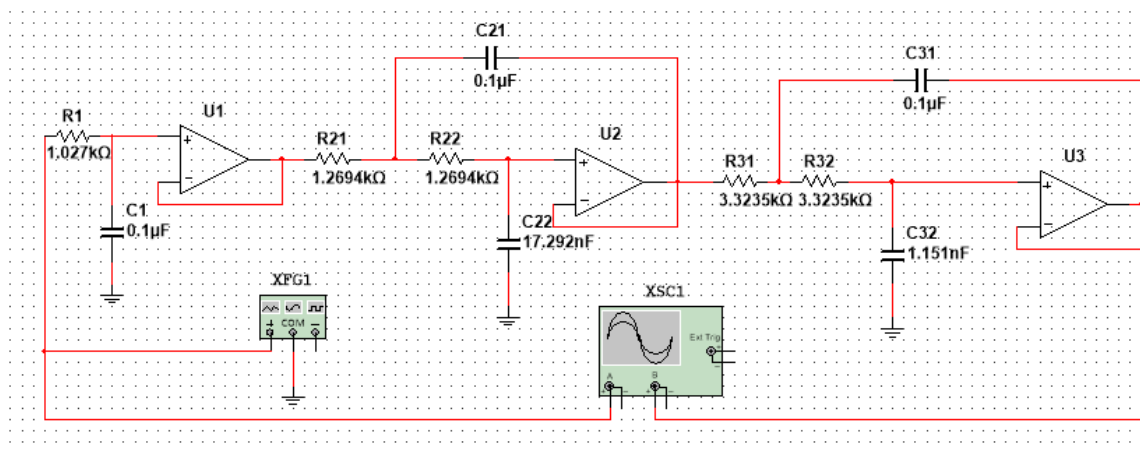 C21
0.1µF
C31
0.1µF
R1
1.027kΩ
U1
+
−
R21
1.2694kΩ
R22
1.2694kΩ
U2
+
−
R31
3.3235kΩ
R32
3.3235kΩ
U3
+
−
C1
0.1µF
C22
17.292nF
C32
1.151nF
XFG1
+ COM −
XSC1
Ext Trig
+
−
A B
+ − + −